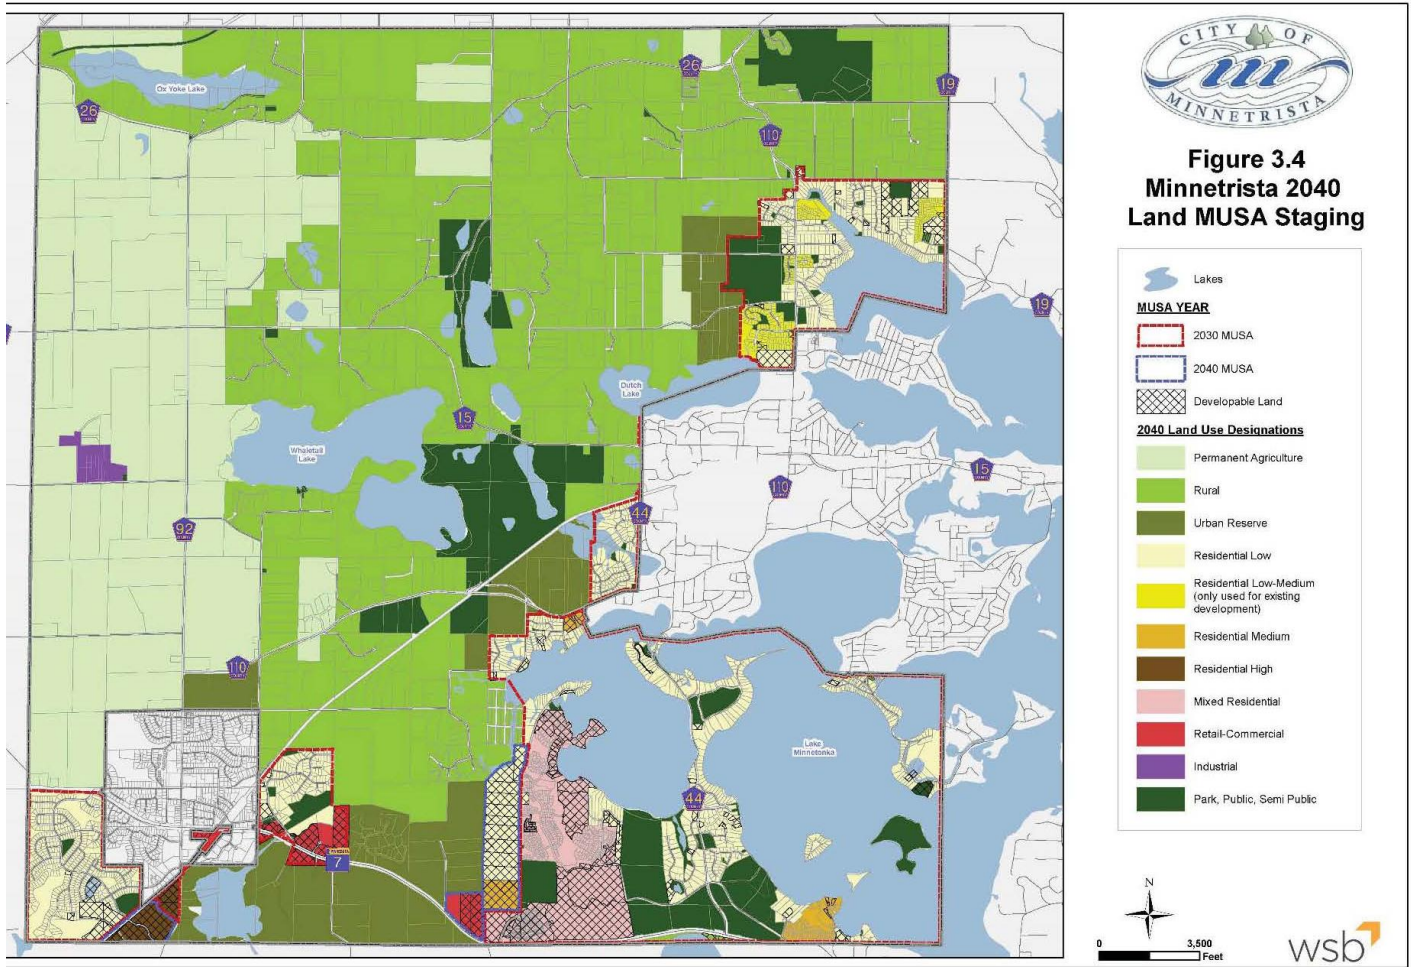 CITY OF
m
MINNETRISTA
Figure 3.4
Minnetrista 2040
Land MUSA Staging
Lakes
MUSA YEAR
2030 MUSA
2040 MUSA
Developable Land
2040 Land Use Designations
Permanent Agriculture
Rural
Urban Reserve
Residential Low
Residential Low-Medium
(only used for existing
development)
Residential Medium
Residential High
Mixed Residential
Retail-Commercial
Industrial
Park, Public, Semi Public
N
0 3,500
Feet
wsb
26
Ox Yoke Lake
26
19
110
19
Dutch
Lake
15
Whaletail
Lake
15
110
44
92
110
Lake
Minnetonka
44
7